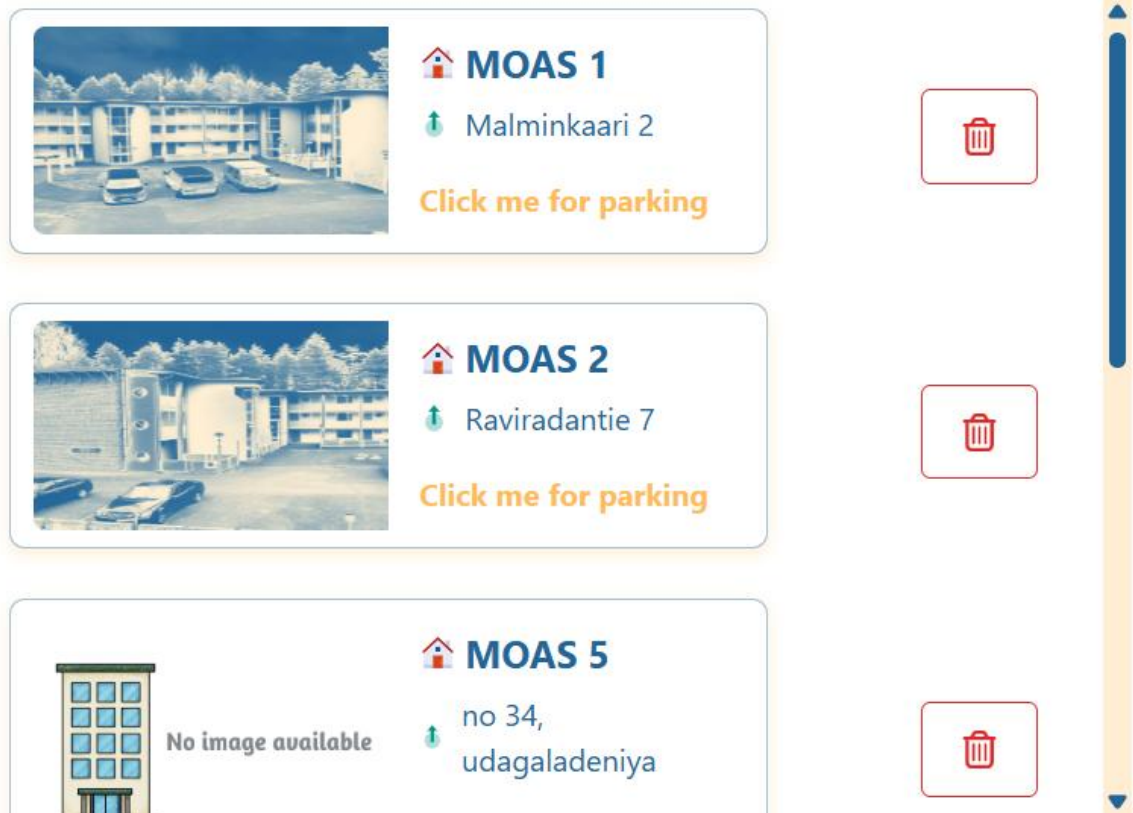 MOAS 1
Malminkaari 2
Click me for parking
MOAS 2
Raviradantie 7
Click me for parking
MOAS 5
no 34,
udagaladeniya
No image available